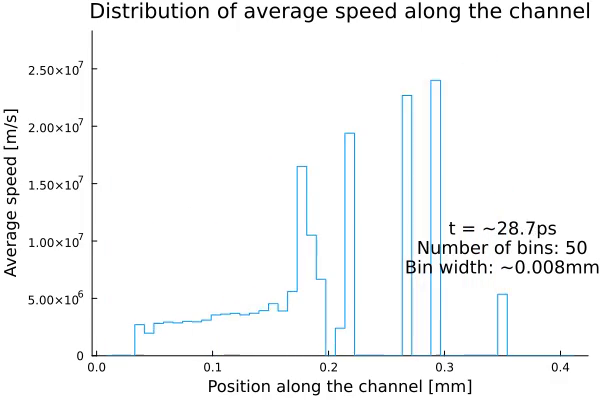 Distribution of average speed along the channel
Average speed [m/s]
2.50×10⁷
2.00×10⁷
1.50×10⁷
1.00×10⁷
5.00×10⁶
0
t = ~28.7ps
Number of bins: 50
Bin width: ~0.008mm
0.0 0.1 0.2 0.3 0.4
Position along the channel [mm]